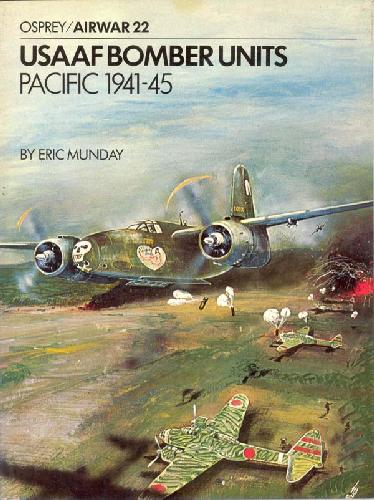 OSPREY/AIRWAR 22
USAAF BOMBER UNITS
PACIFIC 1941-45
BY ERIC MUNDAY